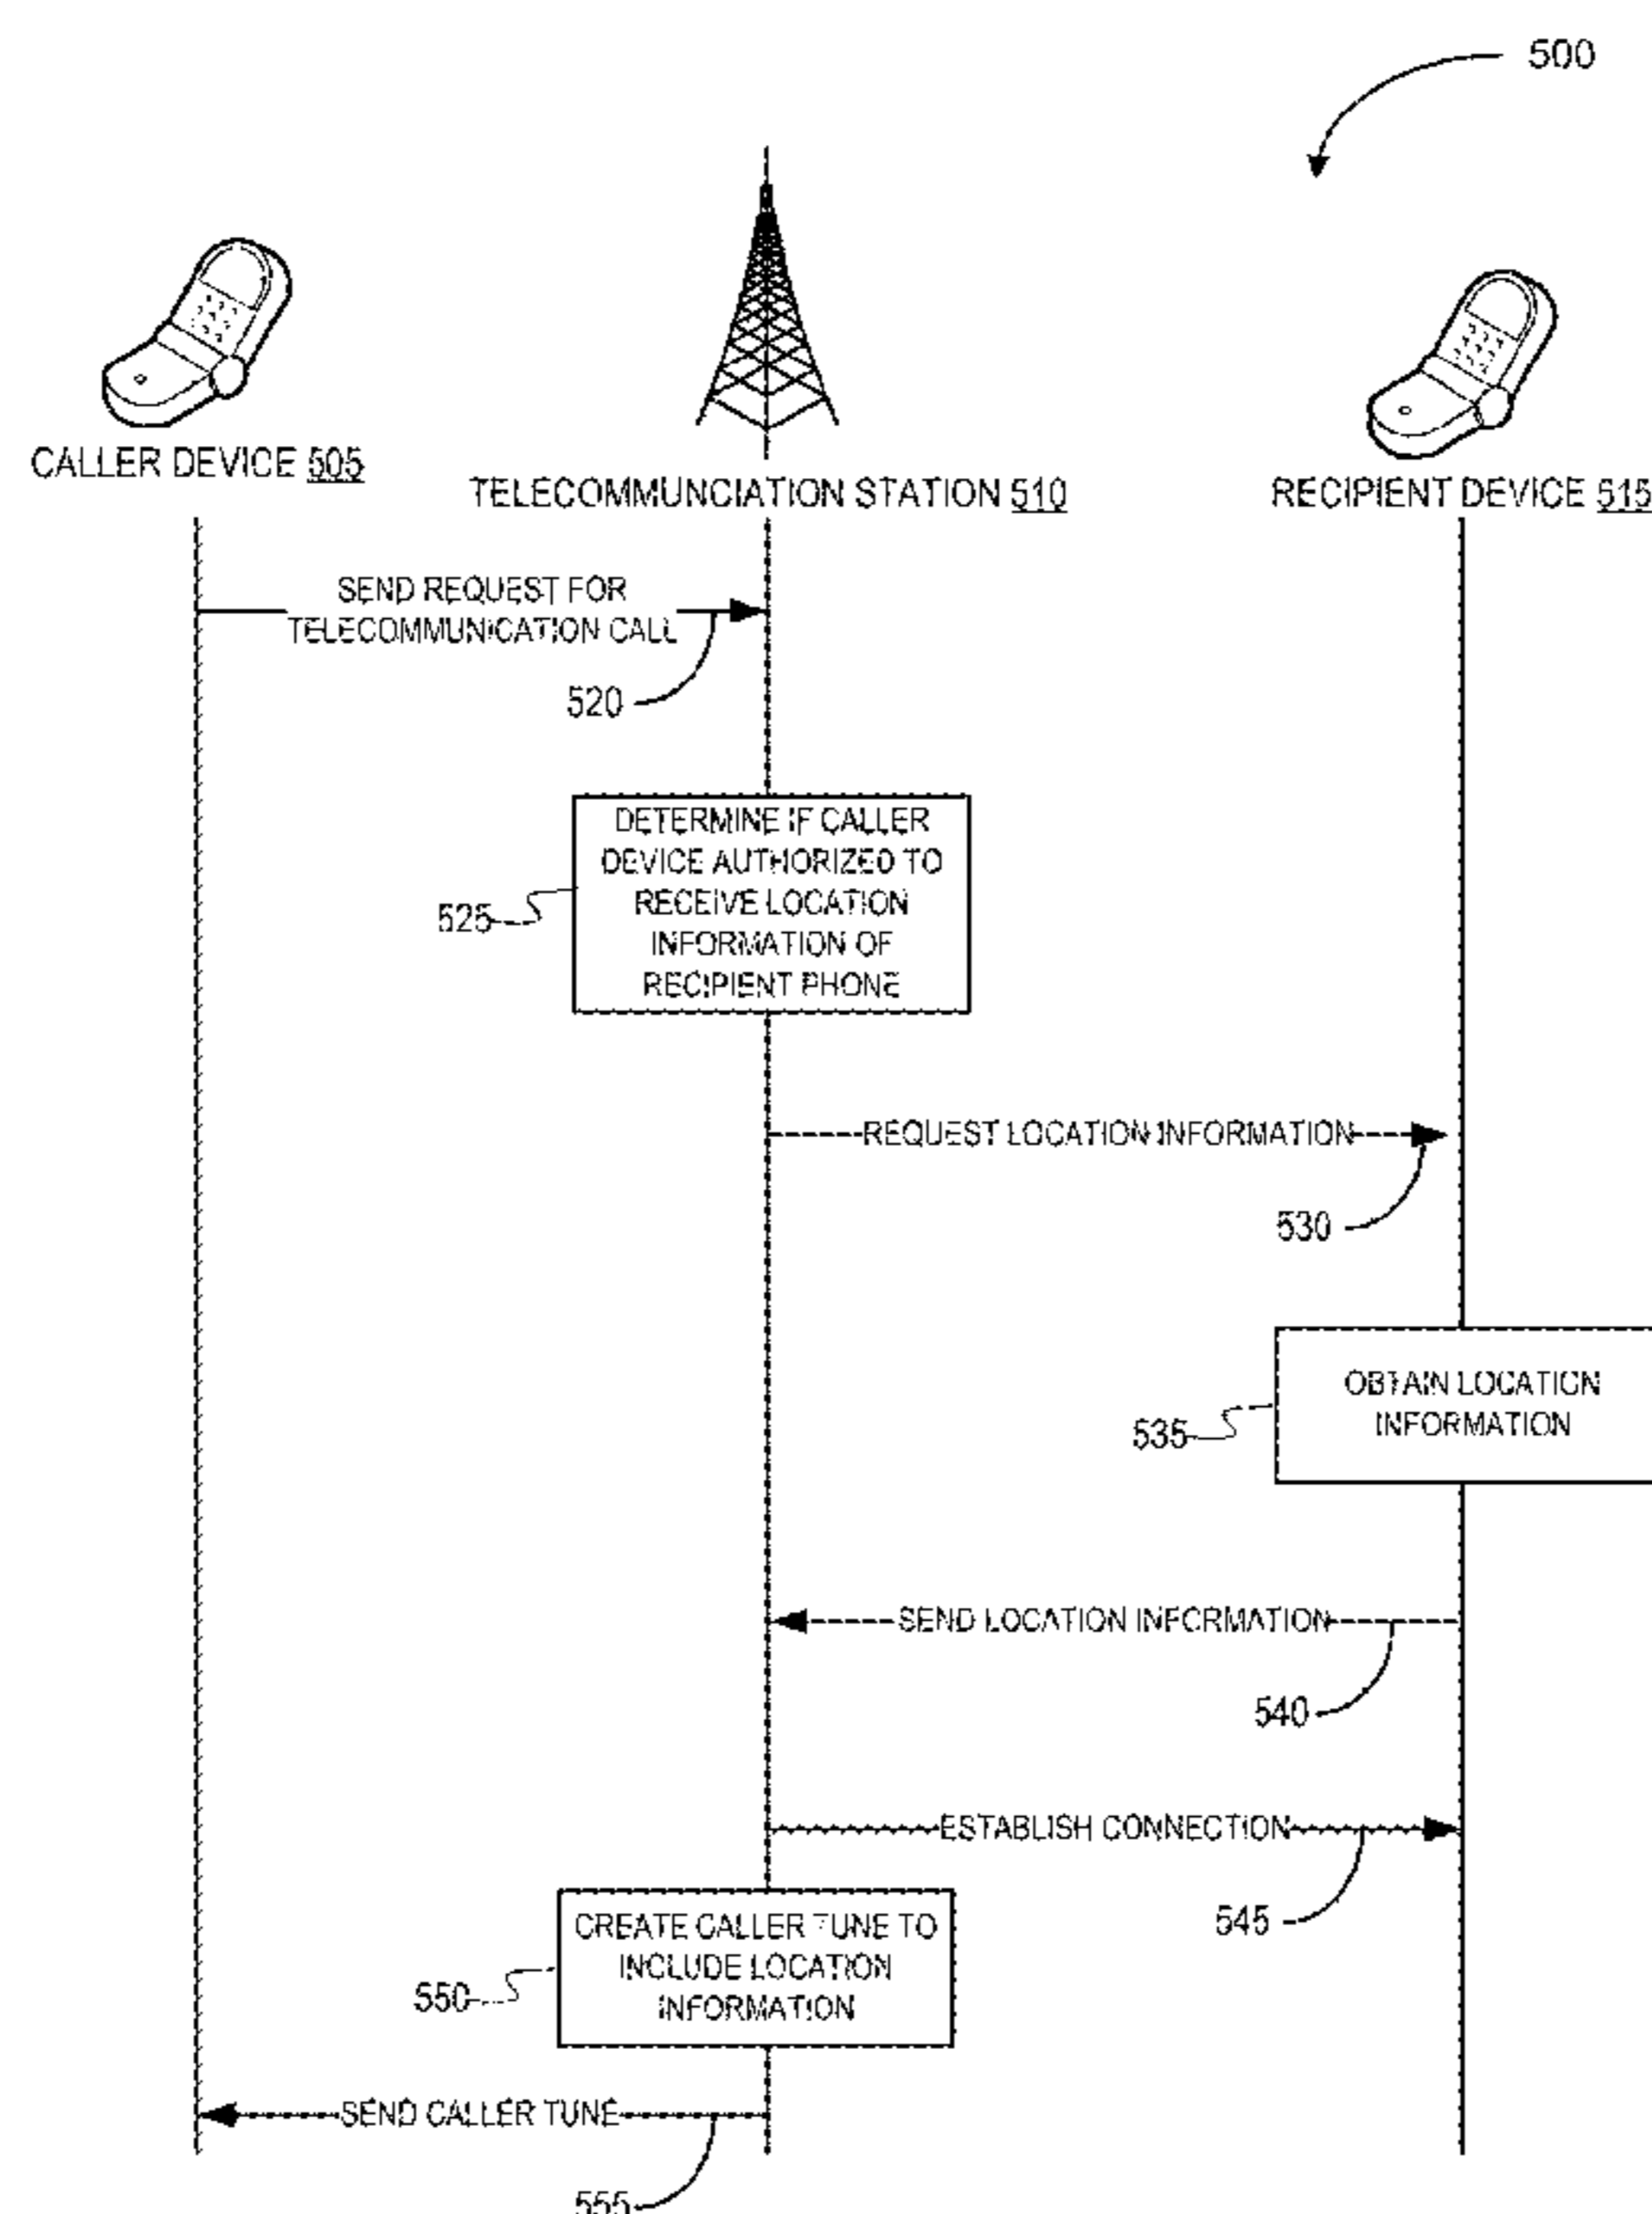 500
CALLER DEVICE 505
TELECOMMUNCIATION STATION 510
RECIPIENT DEVICE 515
SEND REQUEST FOR
TELECOMMUNICATION CALL
520
DETERMINE IF CALLER
DEVICE AUTHORIZED TO
RECEIVE LOCATION
INFORMATION OF
RECIPIENT PHONE
525
REQUEST LOCATION INFORMATION
530
OBTAIN LOCATION
INFORMATION
535
SEND LOCATION INFORMATION
540
ESTABLISH CONNECTION
545
CREATE CALLER TUNE TO
INCLUDE LOCATION
INFORMATION
550
SEND CALLER TUNE
555